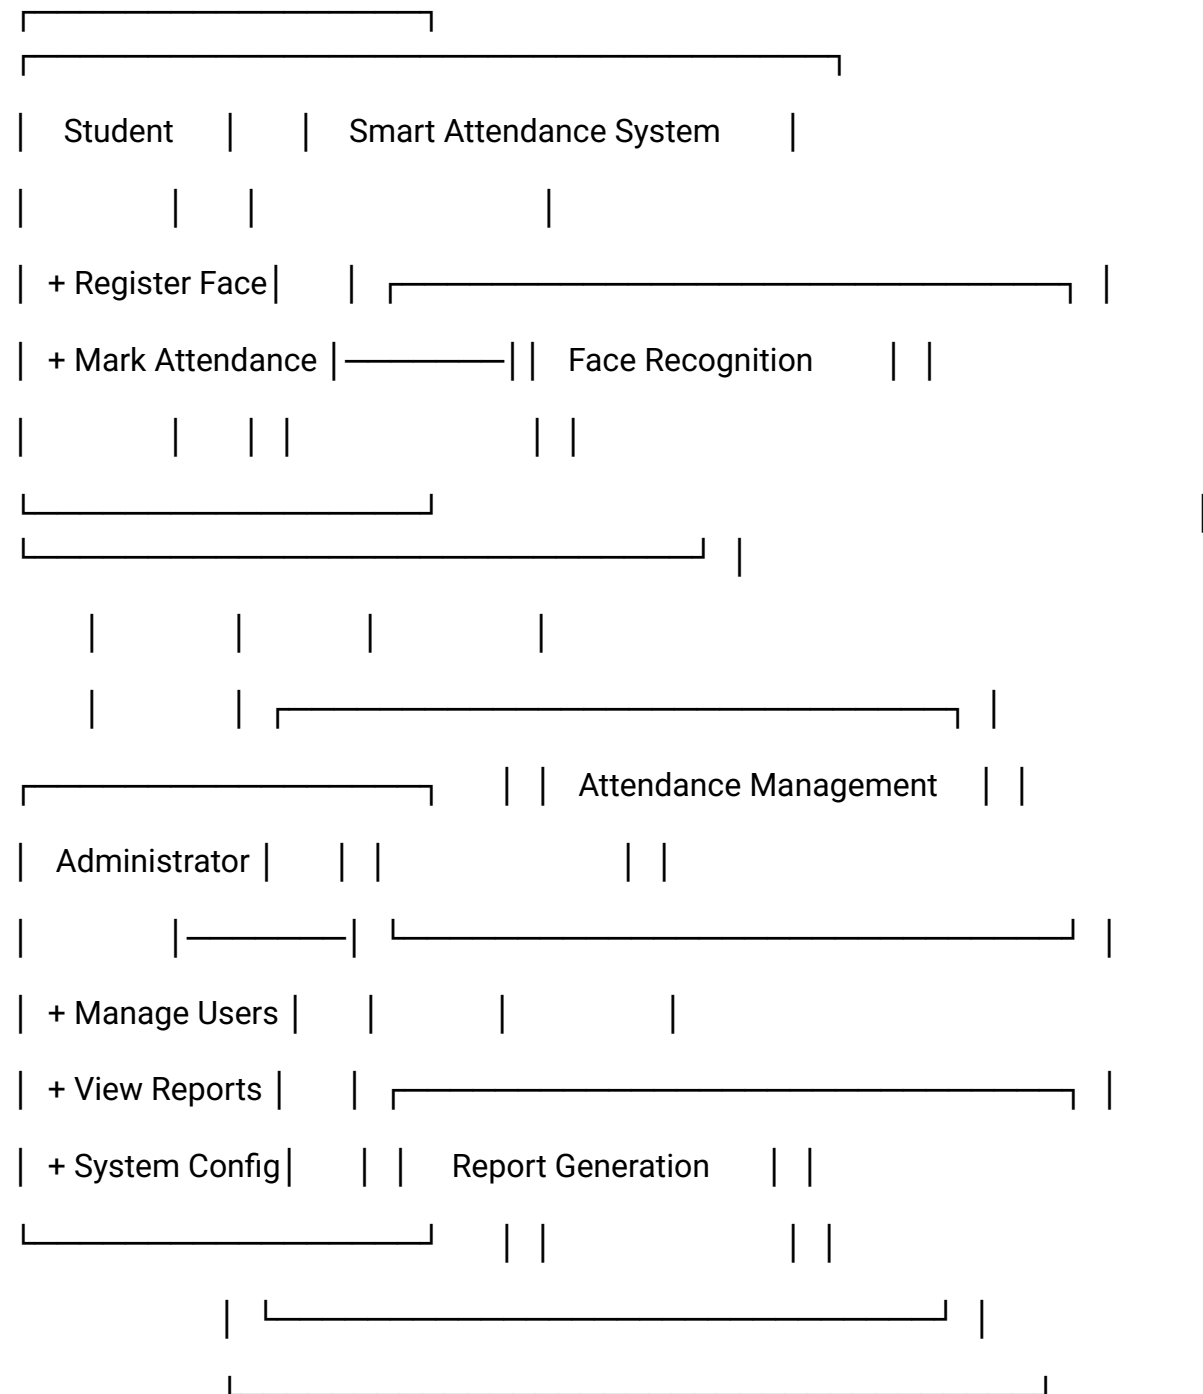 Student Smart Attendance System
+ Register Face
+ Mark Attendance Face Recognition
Attendance Management
Administrator
+ Manage Users
+ View Reports
+ System Config Report Generation